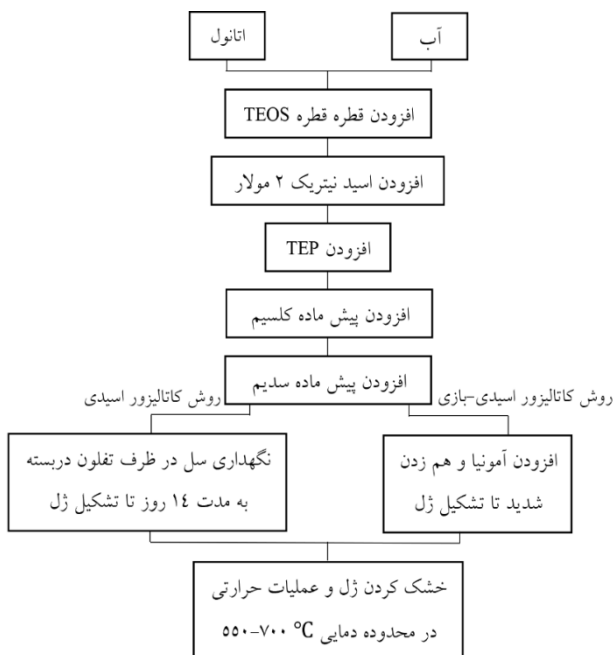 آب
اتانول
افزودن قطره قطره TEOS
افزودن اسید نیتریک ۲ مولار
افزودن TEP
افزودن پیش ماده کلسیم
افزودن پیش ماده سدیم
روش کاتالیزور اسیدی-بازی
روش کاتالیزور اسیدی
افزودن آمونیا و هم زدن
شدید تا تشکیل ژل
نگهداری سل در ظرف تفلون دربسته
به مدت ۱٤ روز تا تشکیل ژل
خشک کردن ژل و عملیات حرارتی
در محدوده دمایی ℃ ۷۰۰-٥٥۰